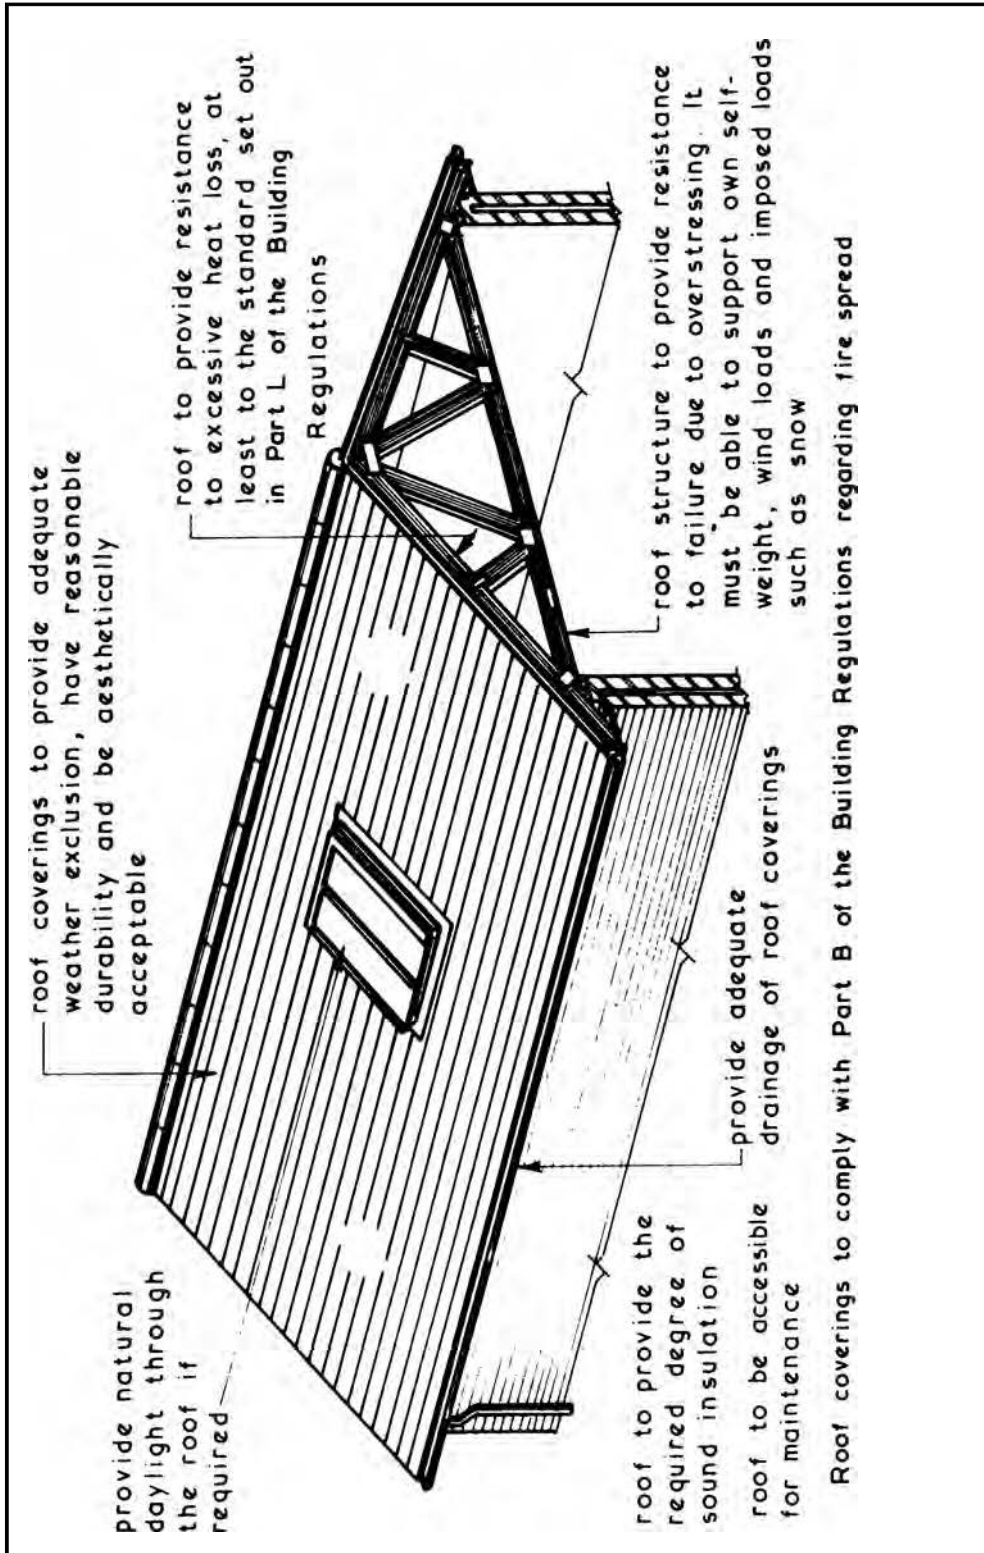 roof coverings to provide adequate
weather exclusion, have reasonable
durability and be aesthetically
acceptable
provide natural
daylight through
the roof if
required
roof to provide resistance
to excessive heat loss, at
least to the standard set out
in Part L of the Building
Regulations
roof to provide the
required degree of
sound insulation
roof to be accessible
for maintenance
provide adequate
drainage of roof coverings
roof structure to provide resistance
to failure due to overstressing. It
must be able to support own self-
weight, wind loads and imposed loads
such as snow
Roof coverings to comply with Part B of the Building Regulations regarding fire spread